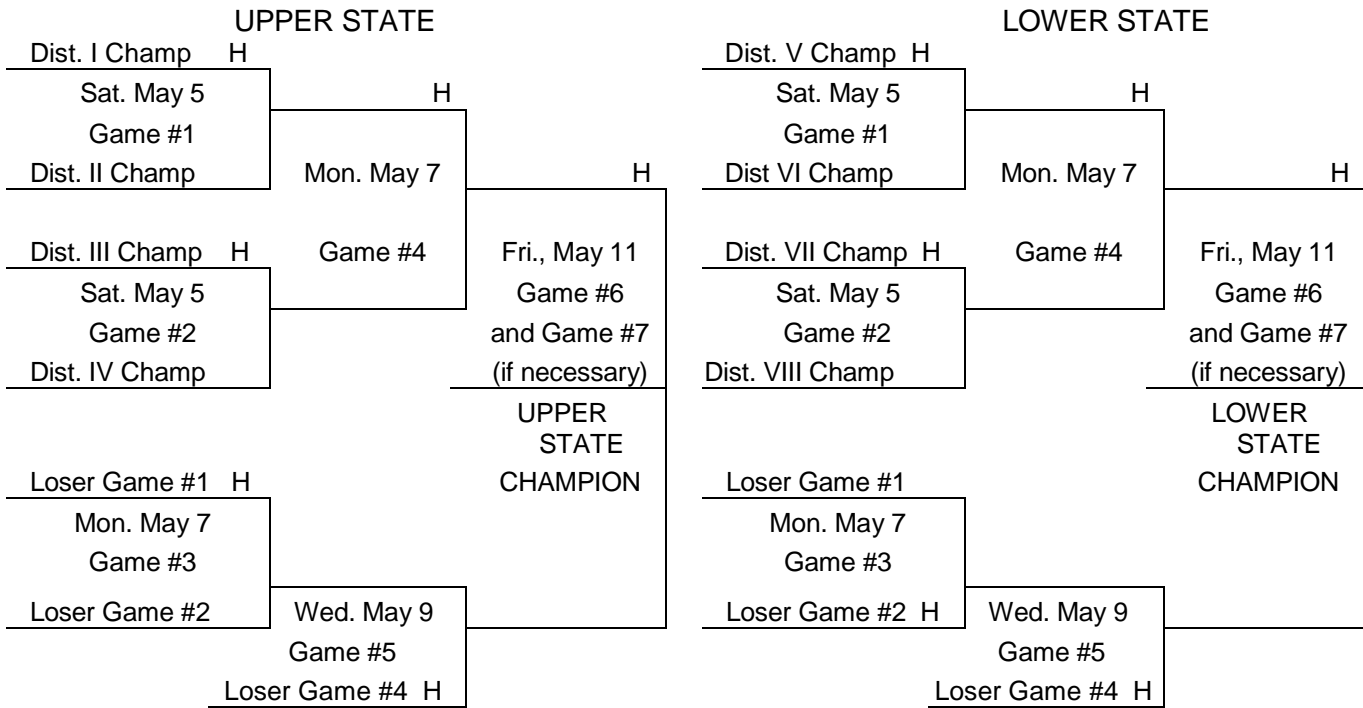 UPPER STATE
Dist. I Champ H
Sat. May 5
Game #1
Dist. II Champ
H
Mon. May 7
Game #4
Dist. III Champ H
Sat. May 5
Game #2
Dist. IV Champ
H
Fri., May 11
Game #6
and Game #7
(if necessary)
UPPER
STATE
CHAMPION
Loser Game #1 H
Mon. May 7
Game #3
Loser Game #2
Wed. May 9
Game #5
Loser Game #4 H
LOWER STATE
Dist. V Champ H
Sat. May 5
Game #1
Dist VI Champ
H
Mon. May 7
Game #4
Dist. VII Champ H
Sat. May 5
Game #2
Dist. VIII Champ
H
Fri., May 11
Game #6
and Game #7
(if necessary)
LOWER
STATE
CHAMPION
Loser Game #1
Mon. May 7
Game #3
Loser Game #2 H
Wed. May 9
Game #5
Loser Game #4 H